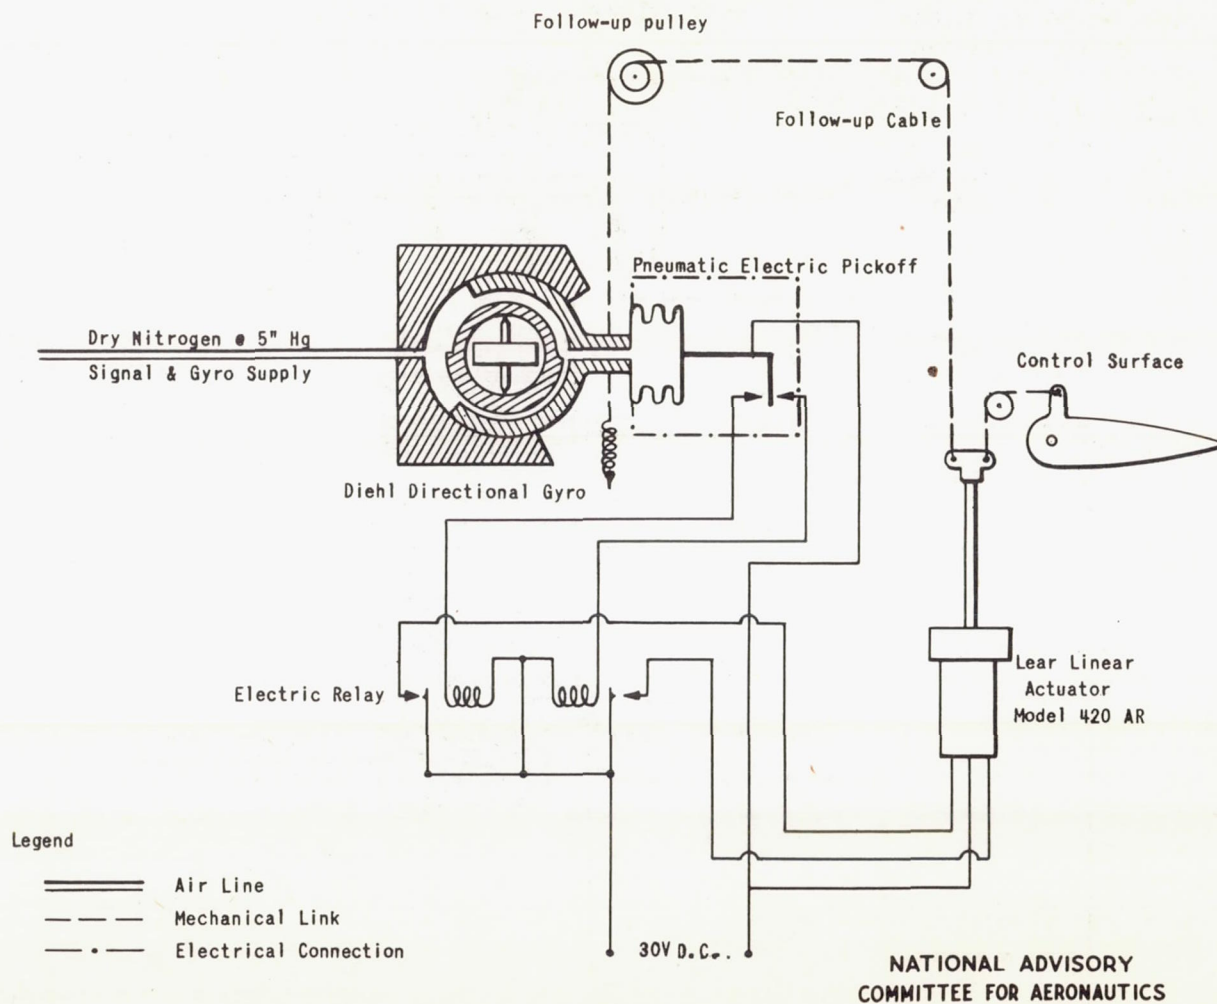 Follow-up pulley
Follow-up Cable
Pneumatic Electric Pickoff
Dry Nitrogen @ 5" Hg
Signal & Gyro Supply
Control Surface
Diehl Directional Gyro
Electric Relay
Lear Linear
Actuator
Model 420 AR
Legend
Air Line
Mechanical Link
Electrical Connection
30V D.C..
NATIONAL ADVISORY
COMMITTEE FOR AERONAUTICS